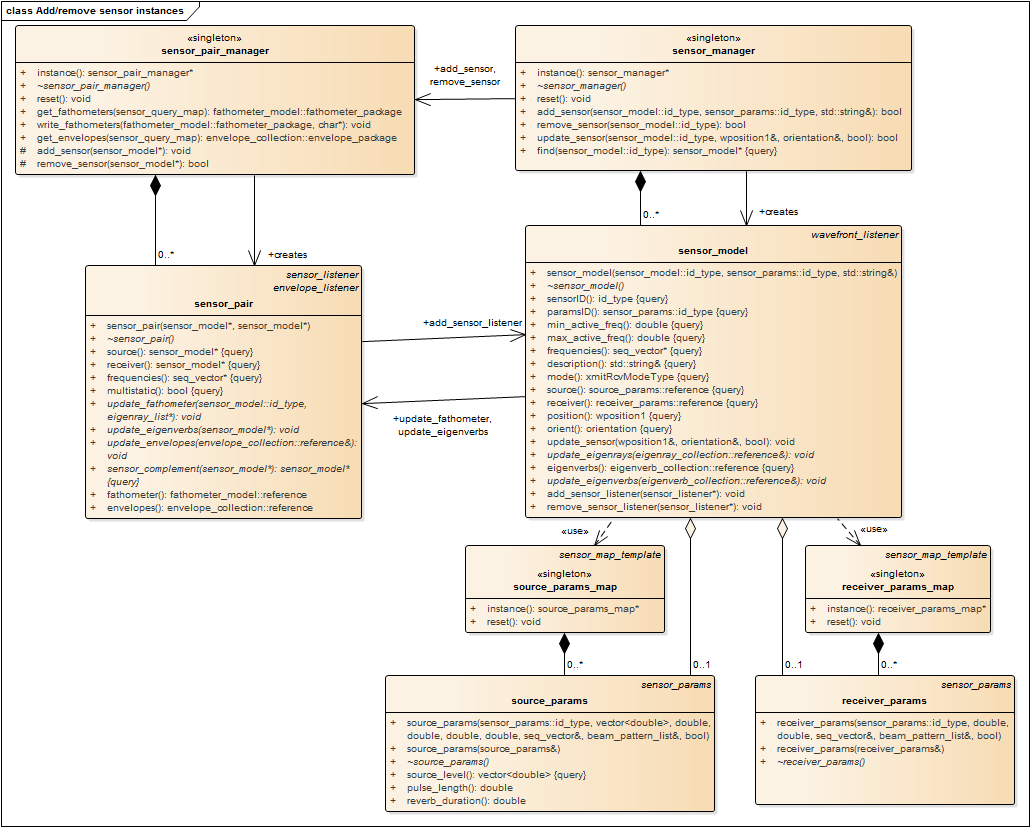 class Add/remove sensor instances
«singleton»
sensor_pair_manager
+ instance(): sensor_pair_manager*
+ ~sensor_pair_manager()
+ reset(): void
+ get_fathometers(sensor_query_map): fathometer_model::fathometer_package
+ write_fathometers(fathometer_model::fathometer_package, char*): void
+ get_envelopes(sensor_query_map): envelope_collection::envelope_package
# add_sensor(sensor_model*): void
# remove_sensor(sensor_model*): bool
+add_sensor,
remove_sensor
«singleton»
sensor_manager
+ instance(): sensor_manager*
+ ~sensor_manager()
+ reset(): void
+ add_sensor(sensor_model::id_type, sensor_params::id_type, std::string&): bool
+ remove_sensor(sensor_model::id_type): bool
+ update_sensor(sensor_model::id_type, wposition1&, orientation&, bool): bool
+ find(sensor_model::id_type): sensor_model* {query}
0..*
+creates
0..*
+creates
sensor_listener
envelope_listener
sensor_pair
+ sensor_pair(sensor_model*, sensor_model*)
+ ~sensor_pair()
+ source(): sensor_model* {query}
+ receiver(): sensor_model* {query}
+ frequencies(): seq_vector* {query}
+ multistatic(): bool {query}
+ update_fathometer(sensor_model::id_type,
eigenray_list*): void
+ update_eigenverbs(sensor_model*): void
+ update_envelopes(envelope_collection::reference&):
void
+ sensor_complement(sensor_model*): sensor_model*
{query}
+ fathometer(): fathometer_model::reference
+ envelopes(): envelope_collection::reference
+add_sensor_listener
+update_fathometer,
update_eigenverbs
wavefront_listener
sensor_model
+ sensor_model(sensor_model::id_type, sensor_params::id_type, std::string&)
+ ~sensor_model()
+ sensorID(): id_type {query}
+ paramsID(): sensor_params::id_type {query}
+ min_active_freq(): double {query}
+ max_active_freq(): double {query}
+ frequencies(): seq_vector* {query}
+ description(): std::string& {query}
+ mode(): xmitRcvModeType {query}
+ source(): source_params::reference {query}
+ receiver(): receiver_params::reference {query}
+ position(): wposition1 {query}
+ orient(): orientation {query}
+ update_sensor(wposition1&, orientation&, bool): void
+ update_eigenrays(eigenray_collection::reference&): void
+ eigenverbs(): eigenverb_collection::reference {query}
+ update_eigenverbs(eigenverb_collection::reference&): void
+ add_sensor_listener(sensor_listener*): void
+ remove_sensor_listener(sensor_listener*): void
«use»
«use»
sensor_map_template
«singleton»
source_params_map
+ instance(): source_params_map*
+ reset(): void
sensor_map_template
«singleton»
receiver_params_map
+ instance(): receiver_params_map*
+ reset(): void
0..*
0..1
0..1
0..*
sensor_params
source_params
+ source_params(sensor_params::id_type, vector<double>, double,
double, double, double, seq_vector&, beam_pattern_list&, bool)
+ source_params(source_params&)
+ ~source_params()
+ source_level(): vector<double> {query}
+ pulse_length(): double
+ reverb_duration(): double
sensor_params
receiver_params
+ receiver_params(sensor_params::id_type, double,
double, seq_vector&, beam_pattern_list&, bool)
+ receiver_params(receiver_params&)
+ ~receiver_params()